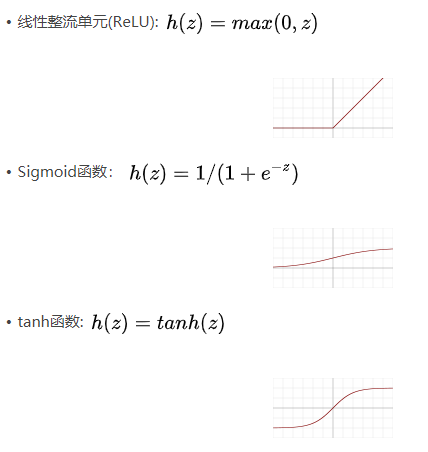 • 线性整流单元(ReLU): h(z) = max(0, z)
• Sigmoid函数： h(z) = 1/(1 + e^{-z})
• tanh函数: h(z) = tanh(z)